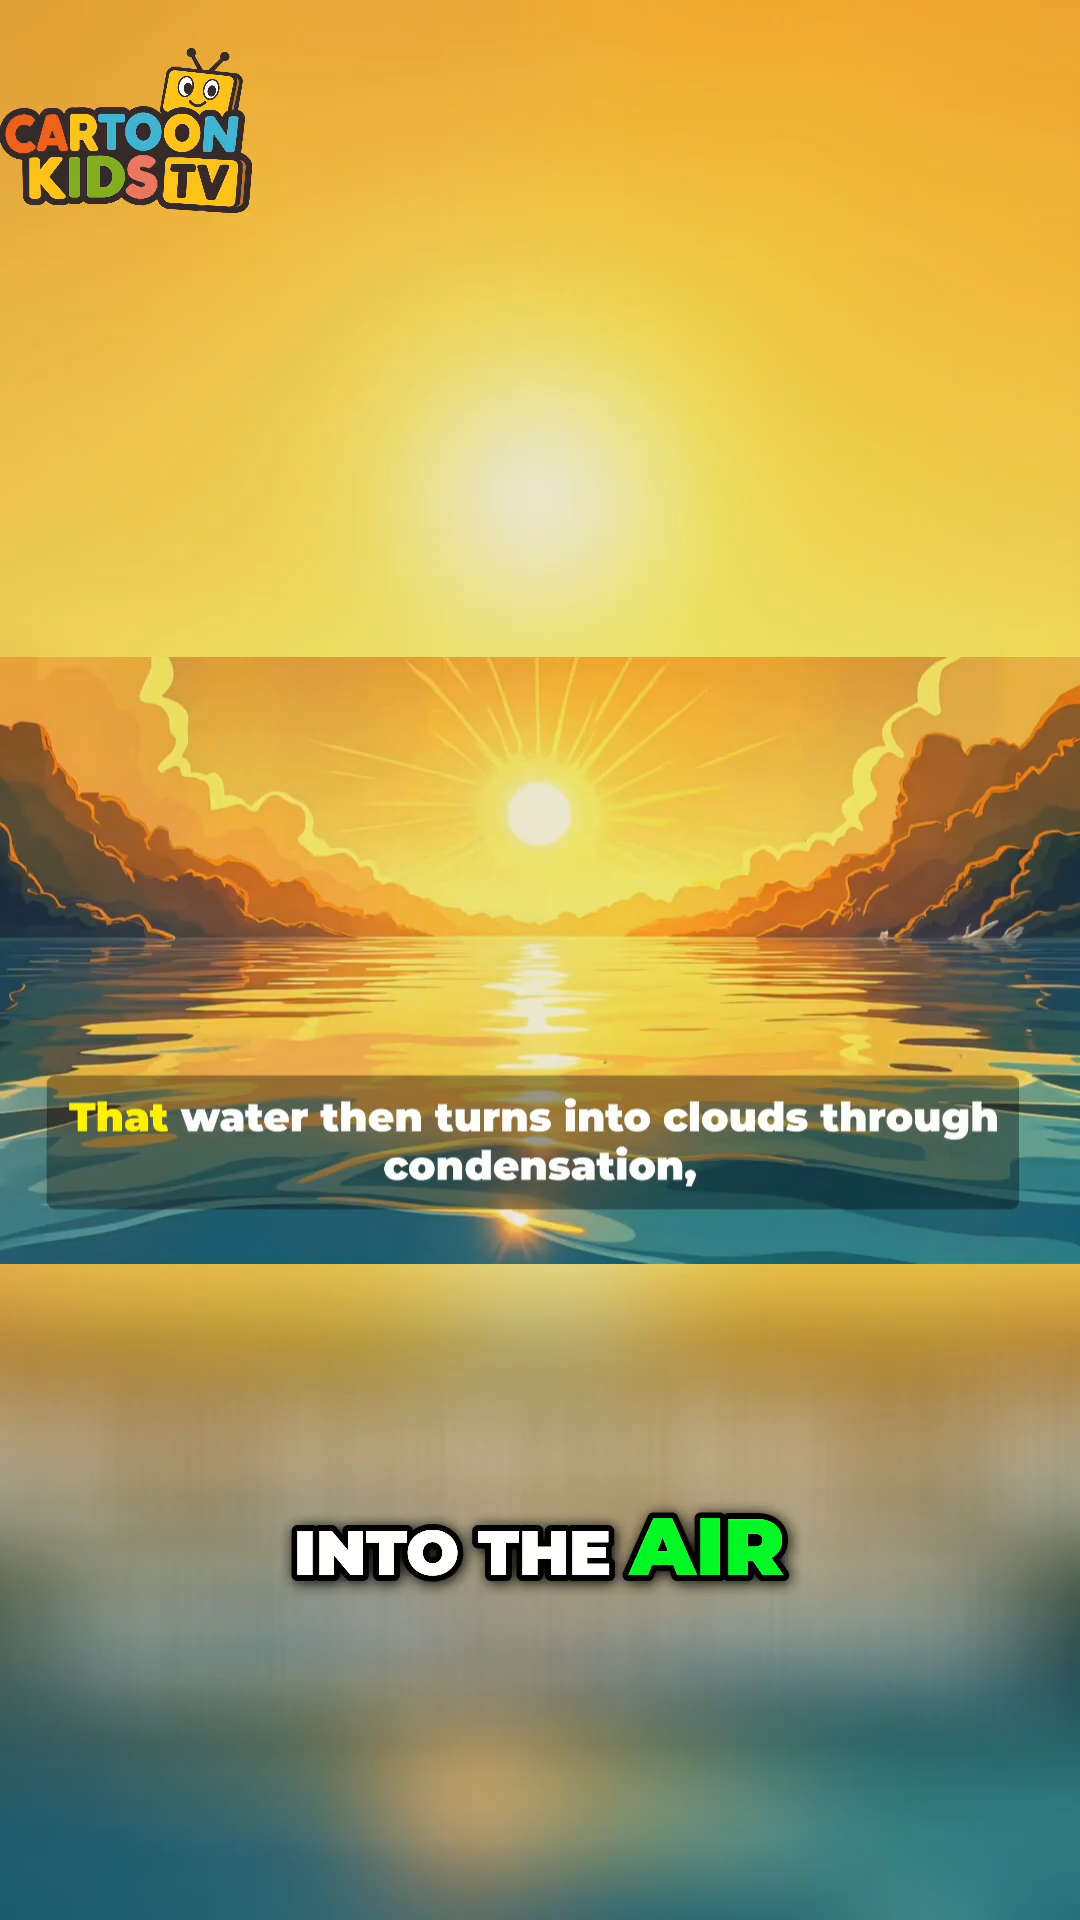 CARTOON
KIDS TV
That water then turns into clouds through
condensation,
INTO THE AIR